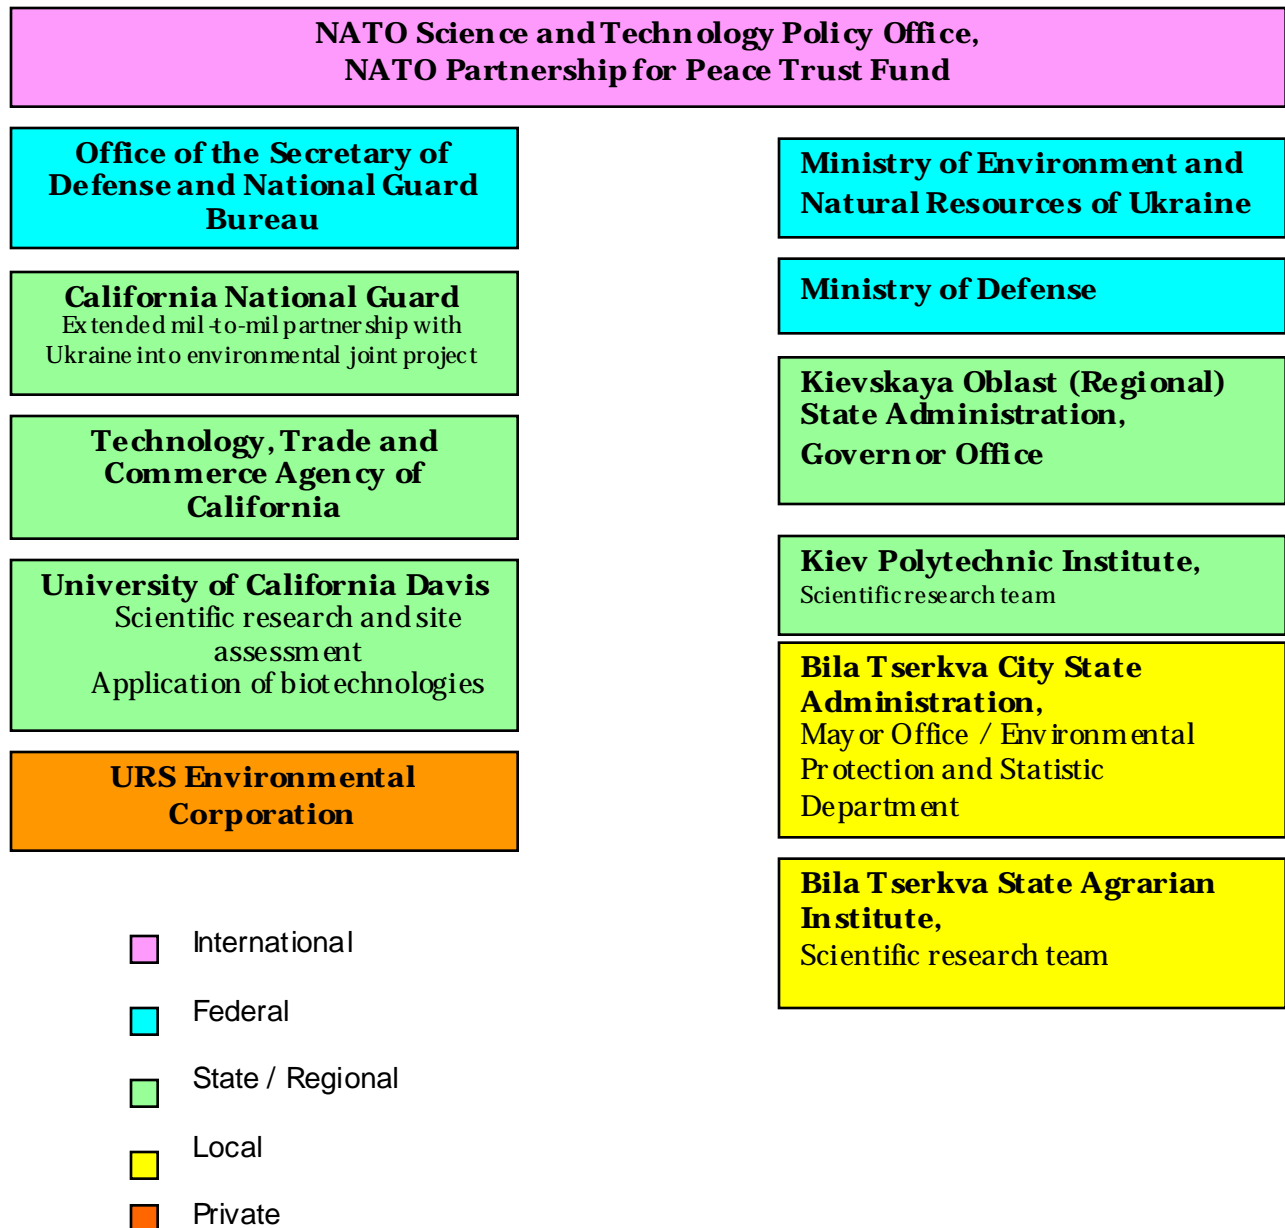 NATO Science and Technology Policy Office,
NATO Partnership for Peace Trust Fund
Office of the Secretary of
Defense and National Guard
Bureau
California National Guard
Extended mil-to-mil partnership with
Ukraine into environmental joint project
Technology, Trade and
Commerce Agency of
California
University of California Davis
Scientific research and site
assessment
Application of biotechnologies
URS Environmental
Corporation
Ministry of Environment and
Natural Resources of Ukraine
Ministry of Defense
Kievskaya Oblast (Regional)
State Administration,
Governor Office
Kiev Polytechnic Institute,
Scientific research team
Bila Tserkva City State
Administration,
Mayor Office / Environmental
Protection and Statistic
Department
Bila Tserkva State Agrarian
Institute,
Scientific research team
International
Federal
State / Regional
Local
Private